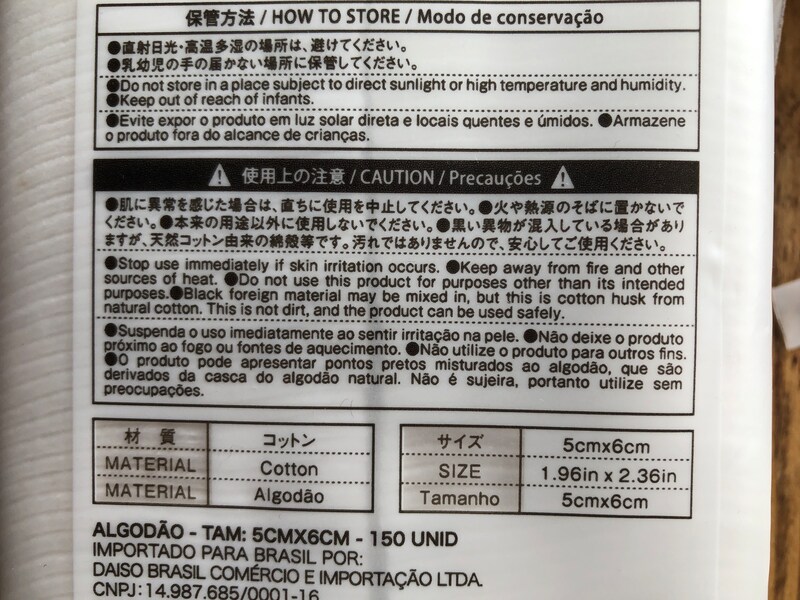 保管方法 / HOW TO STORE / Modo de conservação
●直射日光・高温多湿の場所は、避けてください。
●乳幼児の手の届かない場所に保管してください。
●Do not store in a place subject to direct sunlight or high temperature and humidity.
●Keep out of reach of infants.
●Evite expor o produto em luz solar direta e locais quentes e úmidos. ●Armazene
o produto fora do alcance de crianças.
使用上の注意 / CAUTION / Precauções
●肌に異常を感じた場合は、直ちに使用を中止してください。●火や熱源のそばに置かないで
ください。●本来の用途以外に使用しないでください。●黒い異物が混入している場合があり
ますが、天然コットン由来の綿殻等です。汚れではありませんので、安心してご使用ください。
●Stop use immediately if skin irritation occurs. ●Keep away from fire and other
sources of heat. ●Do not use this product for purposes other than its intended
purposes.●Black foreign material may be mixed in, but this is cotton husk from
natural cotton. This is not dirt, and the product can be used safely.
●Suspenda o uso imediatamente ao sentir irritação na pele. ●Não deixe o produto
próximo ao fogo ou fontes de aquecimento. ●Não utilize o produto para outros fins.
●O produto pode apresentar pontos pretos misturados ao algodão, que são
derivados da casca do algodão natural. Não é sujeira, portanto utilize sem
preocupações.
材 質 コットン
MATERIAL Cotton
MATERIAL Algodão
サイズ 5cmx6cm
SIZE 1.96in x 2.36in
Tamanho 5cmx6cm
ALGODÃO - TAM: 5CMX6CM - 150 UNID
IMPORTADO PARA BRASIL POR:
DAISO BRASIL COMÉRCIO E IMPORTAÇÃO LTDA.
CNPJ: 14.987.685/0001-16